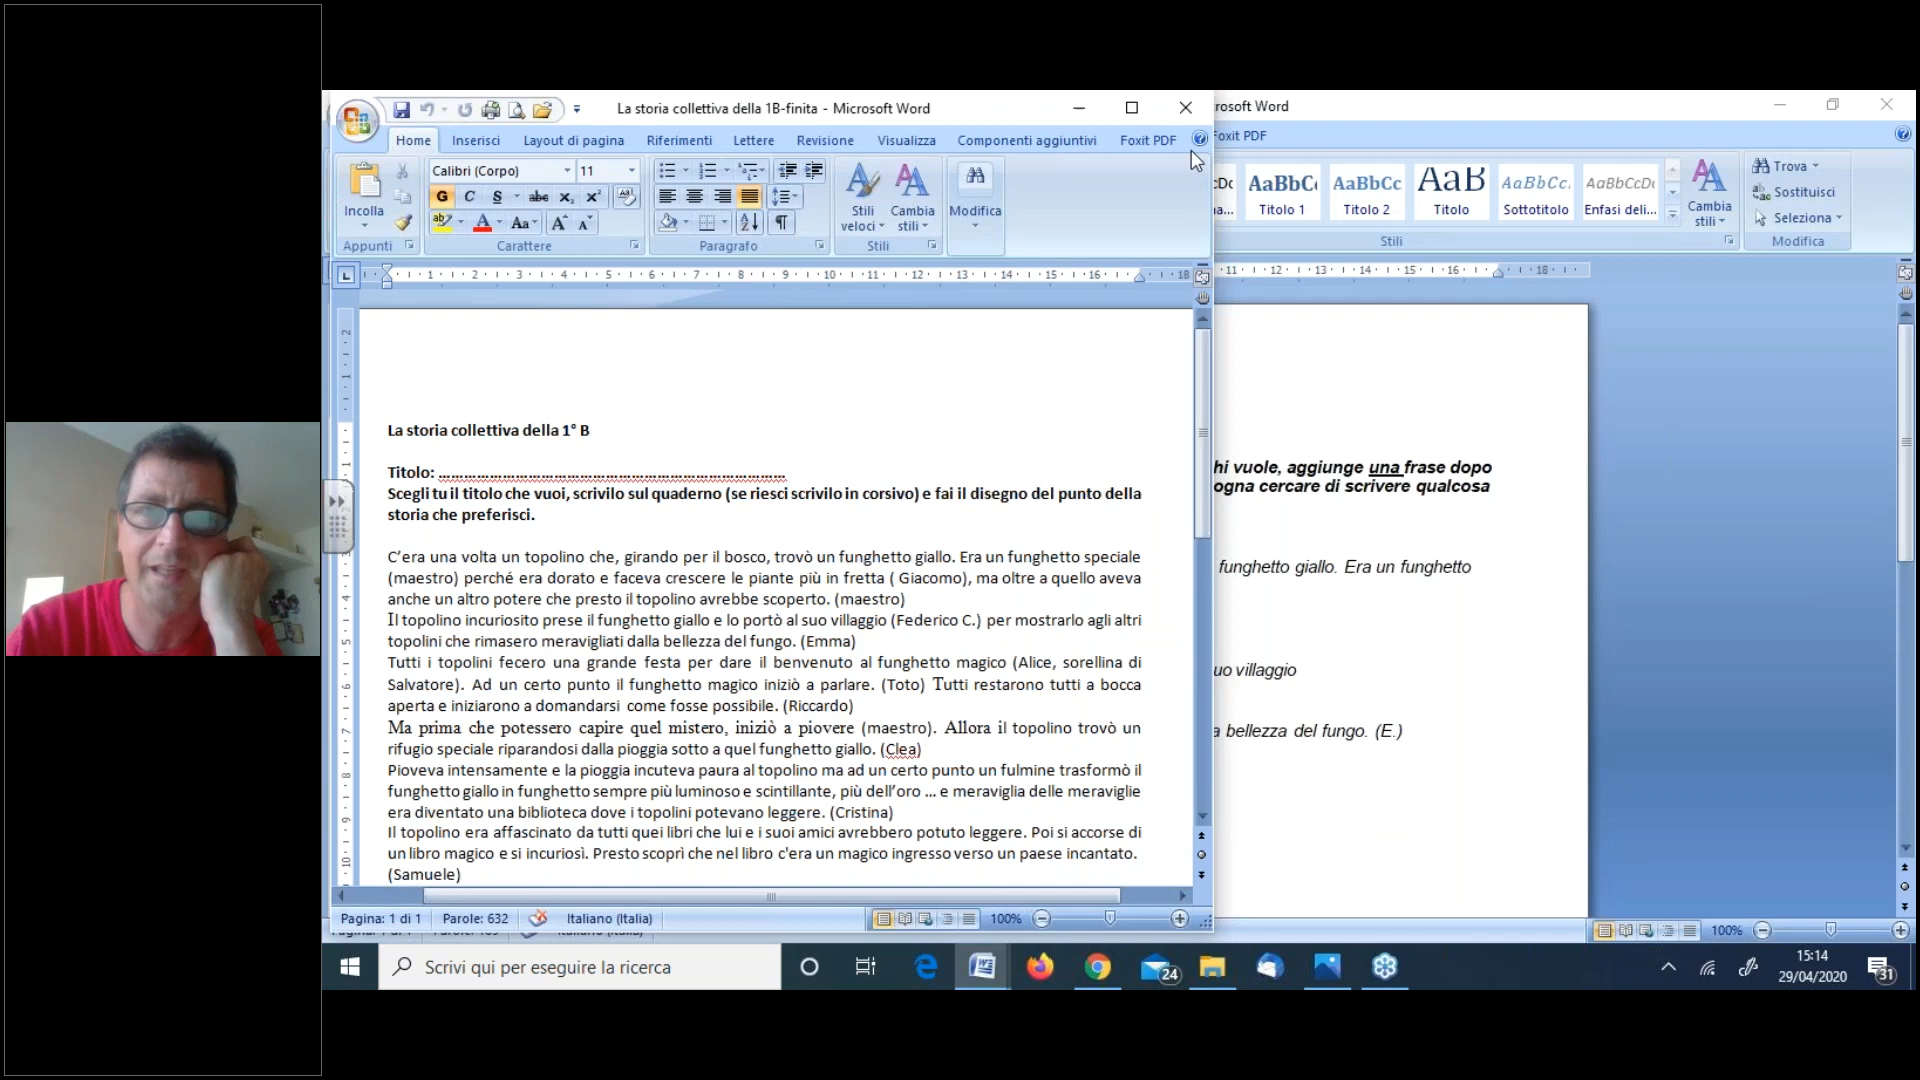 La storia collettiva della 1B-finita - Microsoft Word
rosoft Word
Home Inserisci Layout di pagina Riferimenti Lettere Revisione Visualizza Componenti aggiuntivi Foxit PDF
Foxit PDF
Calibri (Corpo) 11
Incolla
Appunti
G C S abe x₂ x²
Aa
Carattere
Paragrafo
Stili veloci
Cambia stili
Stili
Modifica
AaBbC AaBbCc AaB AaBbCc. AaBbCcDc
Titolo 1 Titolo 2 Titolo Sottotitolo Enfasi deli...
Stili
Cambia stili
Trova
Sostituisci
Seleziona
Modifica
La storia collettiva della 1° B
Titolo: ……………………………………………………………………
Scegli tu il titolo che vuoi, scrivilo sul quaderno (se riesci scrivilo in corsivo) e fai il disegno del punto della
storia che preferisci.
C’era una volta un topolino che, girando per il bosco, trovò un funghetto giallo. Era un funghetto speciale
(maestro) perché era dorato e faceva crescere le piante più in fretta ( Giacomo), ma oltre a quello aveva
anche un altro potere che presto il topolino avrebbe scoperto. (maestro)
Il topolino incuriosito prese il funghetto giallo e lo portò al suo villaggio (Federico C.) per mostrarlo agli altri
topolini che rimasero meravigliati dalla bellezza del fungo. (Emma)
Tutti i topolini fecero una grande festa per dare il benvenuto al funghetto magico (Alice, sorellina di
Salvatore). Ad un certo punto il funghetto magico iniziò a parlare. (Toto) Tutti restarono tutti a bocca
aperta e iniziarono a domandarsi  come fosse possibile. (Riccardo)
Ma prima che potessero capire quel mistero, iniziò a piovere (maestro). Allora il topolino trovò un
rifugio speciale riparandosi dalla pioggia sotto a quel funghetto giallo. (Clea)
Pioveva intensamente e la pioggia incuteva paura al topolino ma ad un certo punto un fulmine trasformò il
funghetto giallo in funghetto sempre più luminoso e scintillante, più dell’oro … e meraviglia delle meraviglie
era diventato una biblioteca dove i topolini potevano leggere. (Cristina)
Il topolino era affascinato da tutti quei libri che lui e i suoi amici avrebbero potuto leggere. Poi si accorse di
un libro magico e si incuriosì. Presto scoprì che nel libro c'era un magico ingresso verso un paese incantato.
(Samuele)
hi vuole, aggiunge una frase dopo
ogna cercare di scrivere qualcosa
funghetto giallo. Era un funghetto
uo villaggio
a bellezza del fungo. (E.)
Pagina: 1 di 1 Parole: 632 Italiano (Italia) 100%
100%
Scrivi qui per eseguire la ricerca
24
15:14
29/04/2020
31